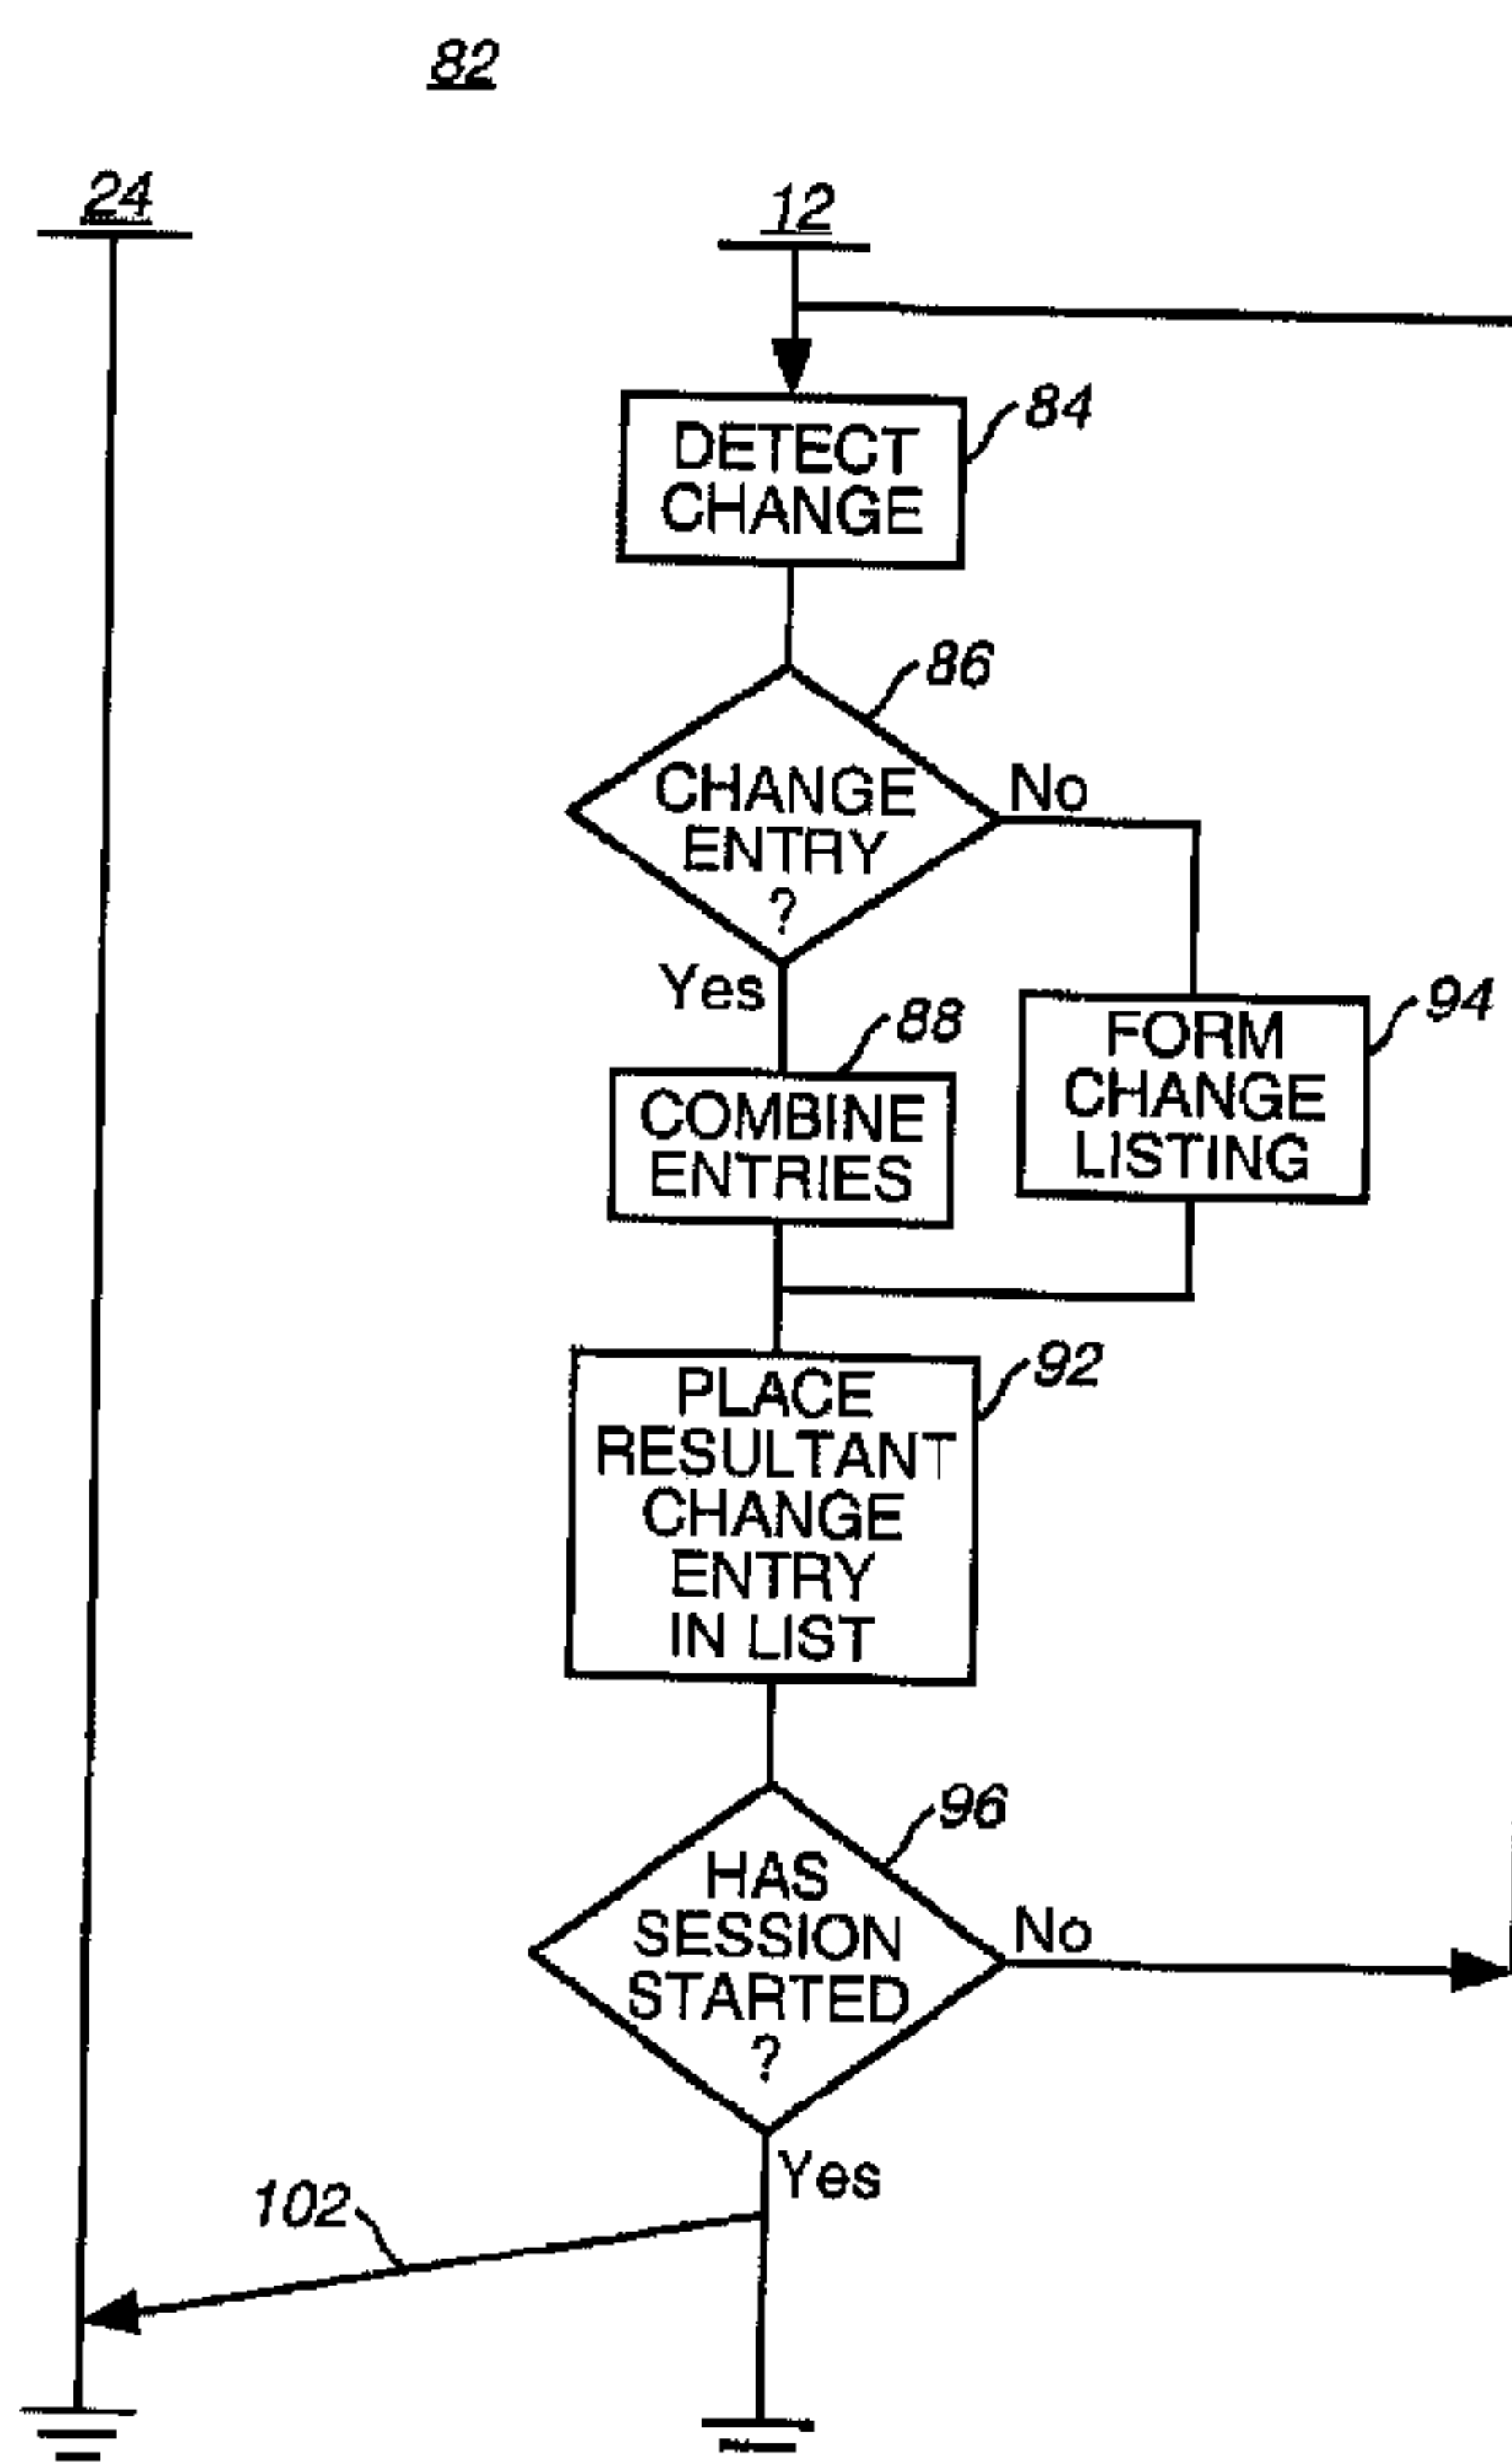 82
24
12
DETECT
CHANGE
84
86
CHANGE
ENTRY
?
No
Yes
88
COMBINE
ENTRIES
FORM
CHANGE
LISTING
94
92
PLACE
RESULTANT
CHANGE
ENTRY
IN LIST
96
HAS
SESSION
STARTED
?
No
Yes
102